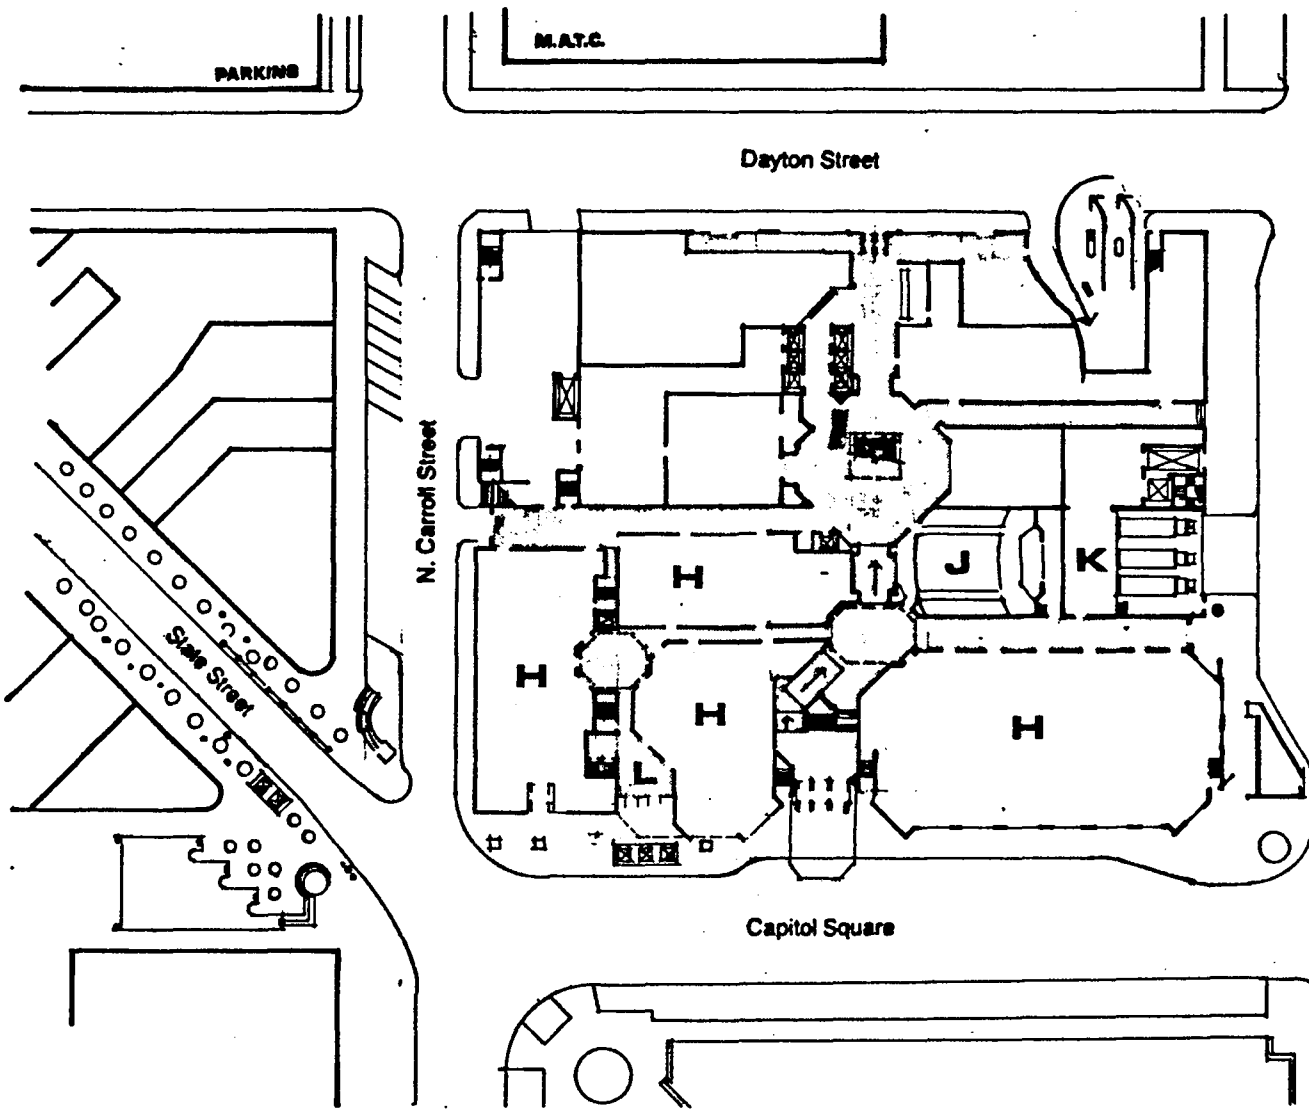 M.A.T.C.
PARKING
Dayton Street
N. Carroll Street
State Street
H
J
K
H
H
H
L
Capitol Square